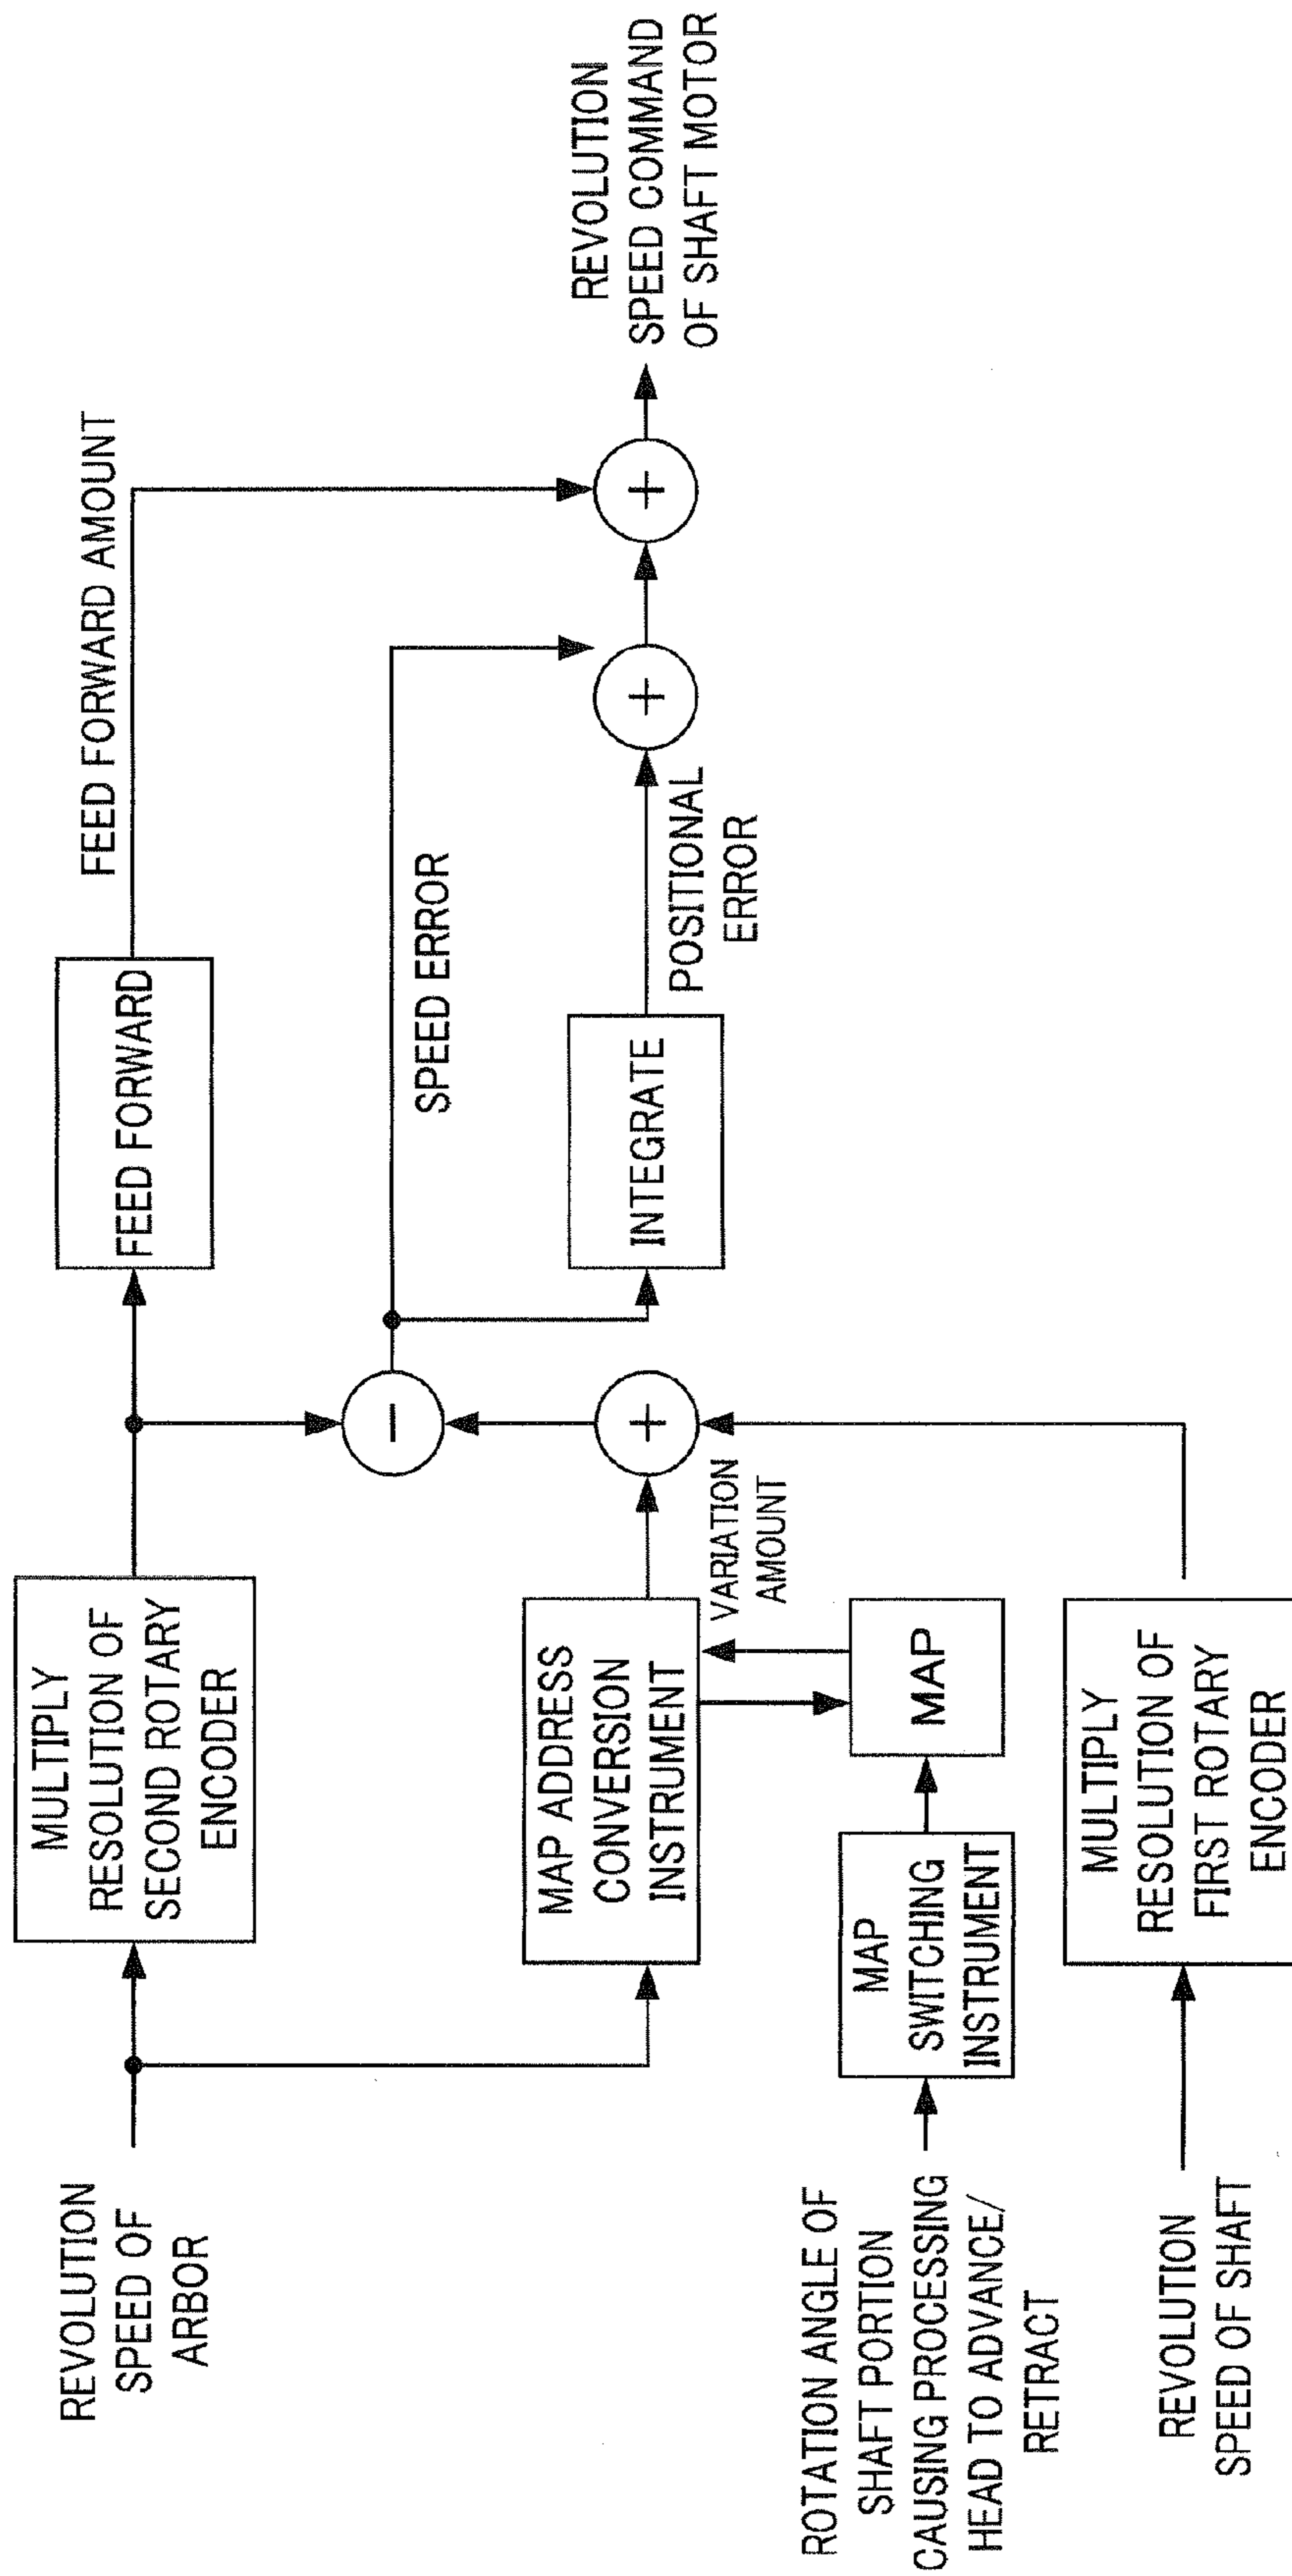 REVOLUTION
SPEED OF
ARBOR
MULTIPLY
RESOLUTION OF
SECOND ROTARY
ENCODER
FEED FORWARD
FEED FORWARD AMOUNT
−
SPEED ERROR
MAP ADDRESS
CONVERSION
INSTRUMENT
+
INTEGRATE
POSITIONAL
ERROR
+
+
REVOLUTION
SPEED COMMAND
OF SHAFT MOTOR
VARIATION
AMOUNT
ROTATION ANGLE OF
SHAFT PORTION
CAUSING PROCESSING
HEAD TO ADVANCE/
RETRACT
MAP
SWITCHING
INSTRUMENT
MAP
REVOLUTION
SPEED OF SHAFT
MULTIPLY
RESOLUTION OF
FIRST ROTARY
ENCODER